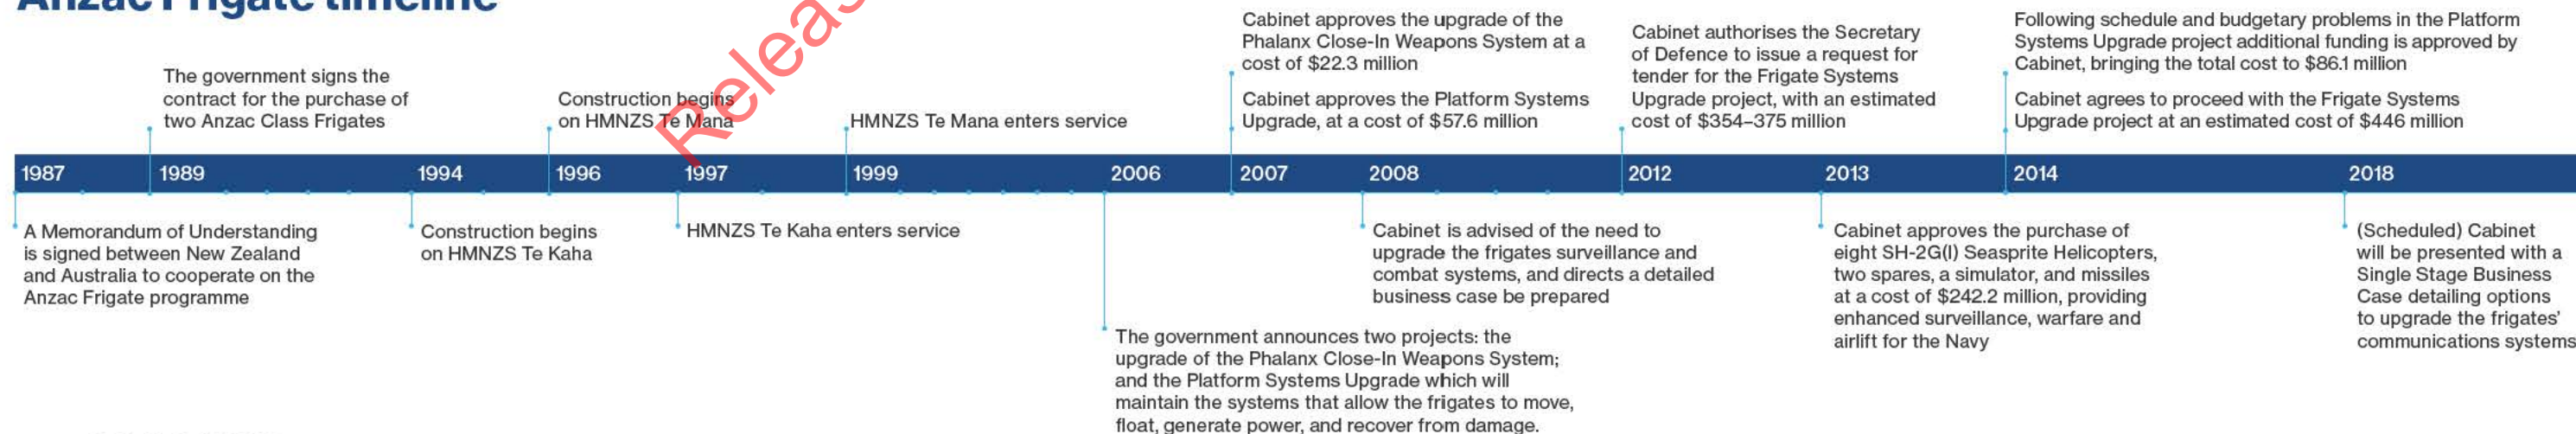 Anzac Frigate timeline
The government signs the
contract for the purchase of
two Anzac Class Frigates
Construction begins
on HMNZS Te Mana
HMNZS Te Mana enters service
Cabinet approves the upgrade of the
Phalanx Close-In Weapons System at a
cost of $22.3 million
Cabinet approves the Platform Systems
Upgrade, at a cost of $57.6 million
Cabinet authorises the Secretary
of Defence to issue a request for
tender for the Frigate Systems
Upgrade project, with an estimated
cost of $354–375 million
Following schedule and budgetary problems in the Platform
Systems Upgrade project additional funding is approved by
Cabinet, bringing the total cost to $86.1 million
Cabinet agrees to proceed with the Frigate Systems
Upgrade project at an estimated cost of $446 million
1987 1989 1994 1996 1997 1999 2006 2007 2008 2012 2013 2014 2018
A Memorandum of Understanding
is signed between New Zealand
and Australia to cooperate on the
Anzac Frigate programme
Construction begins
on HMNZS Te Kaha
HMNZS Te Kaha enters service
The government announces two projects: the
upgrade of the Phalanx Close-In Weapons System;
and the Platform Systems Upgrade which will
maintain the systems that allow the frigates to move,
float, generate power, and recover from damage.
Cabinet is advised of the need to
upgrade the frigates surveillance and
combat systems, and directs a detailed
business case be prepared
Cabinet approves the purchase of
eight SH-2G(I) Seasprite Helicopters,
two spares, a simulator, and missiles
at a cost of $242.2 million, providing
enhanced surveillance, warfare and
airlift for the Navy
(Scheduled) Cabinet
will be presented with a
Single Stage Business
Case detailing options
to upgrade the frigates'
communications systems